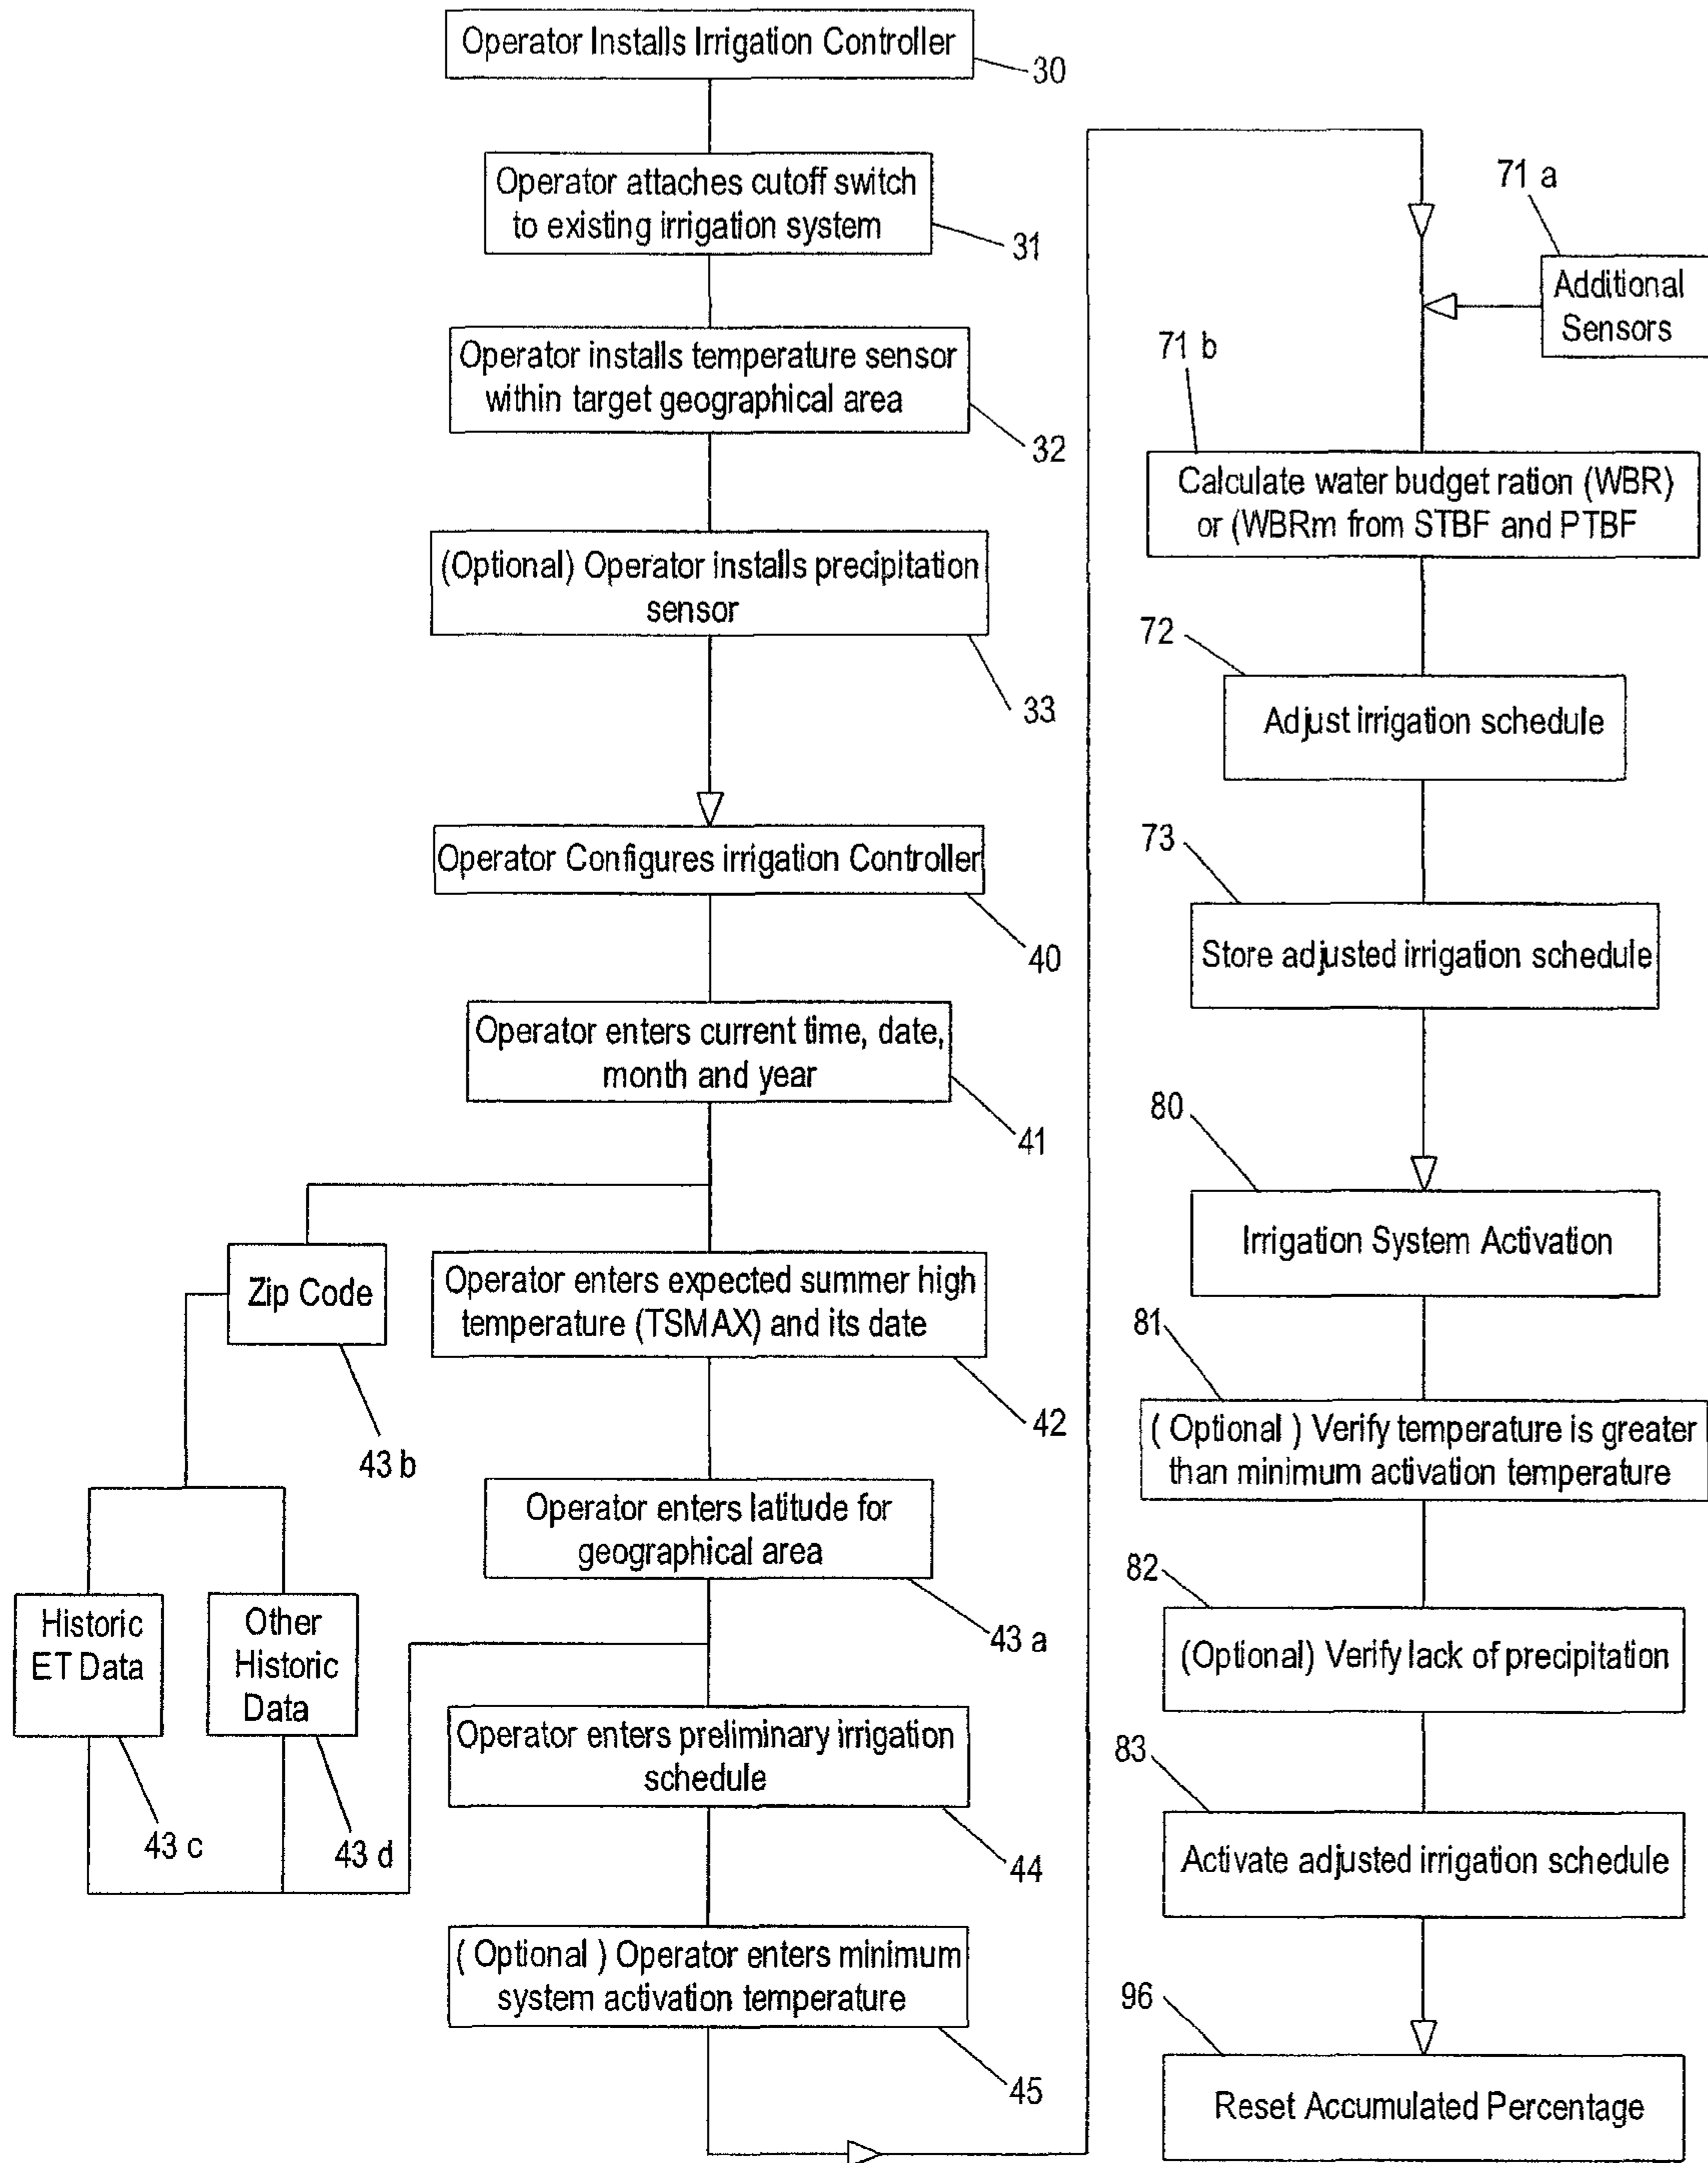 Operator Installs Irrigation Controller
30
Operator attaches cutoff switch
to existing irrigation system
31
Operator installs temperature sensor
within target geographical area
32
(Optional) Operator installs precipitation
sensor
33
Operator Configures irrigation Controller
40
Operator enters current time, date,
month and year
41
Zip Code
43 b
Operator enters expected summer high
temperature (TSMAX) and its date
42
Operator enters latitude for
geographical area
43 a
Historic
ET Data
43 c
Other
Historic
Data
43 d
Operator enters preliminary irrigation
schedule
44
( Optional ) Operator enters minimum
system activation temperature
45
71 a
Additional
Sensors
71 b
Calculate water budget ration (WBR)
or (WBRm from STBF and PTBF
72
Adjust irrigation schedule
73
Store adjusted irrigation schedule
80
Irrigation System Activation
81
( Optional ) Verify temperature is greater
than minimum activation temperature
82
(Optional) Verify lack of precipitation
83
Activate adjusted irrigation schedule
96
Reset Accumulated Percentage